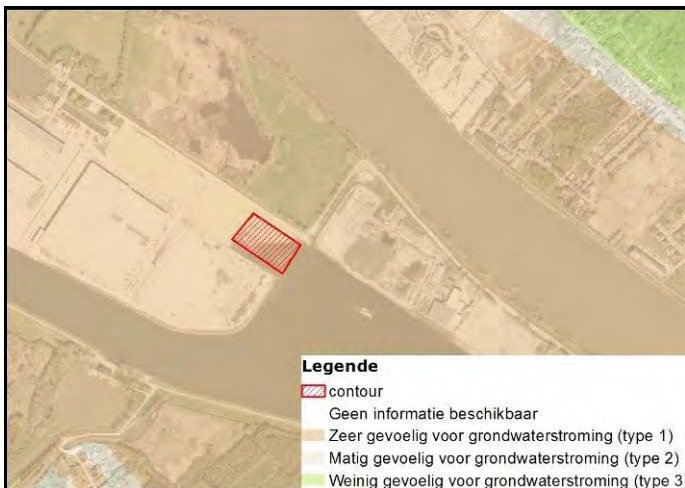 Legende
contour
Geen informatie beschikbaar
Zeer gevoelig voor grondwaterstroming (type 1)
Matig gevoelig voor grondwaterstroming (type 2)
Weinig gevoelig voor grondwaterstroming (type 3